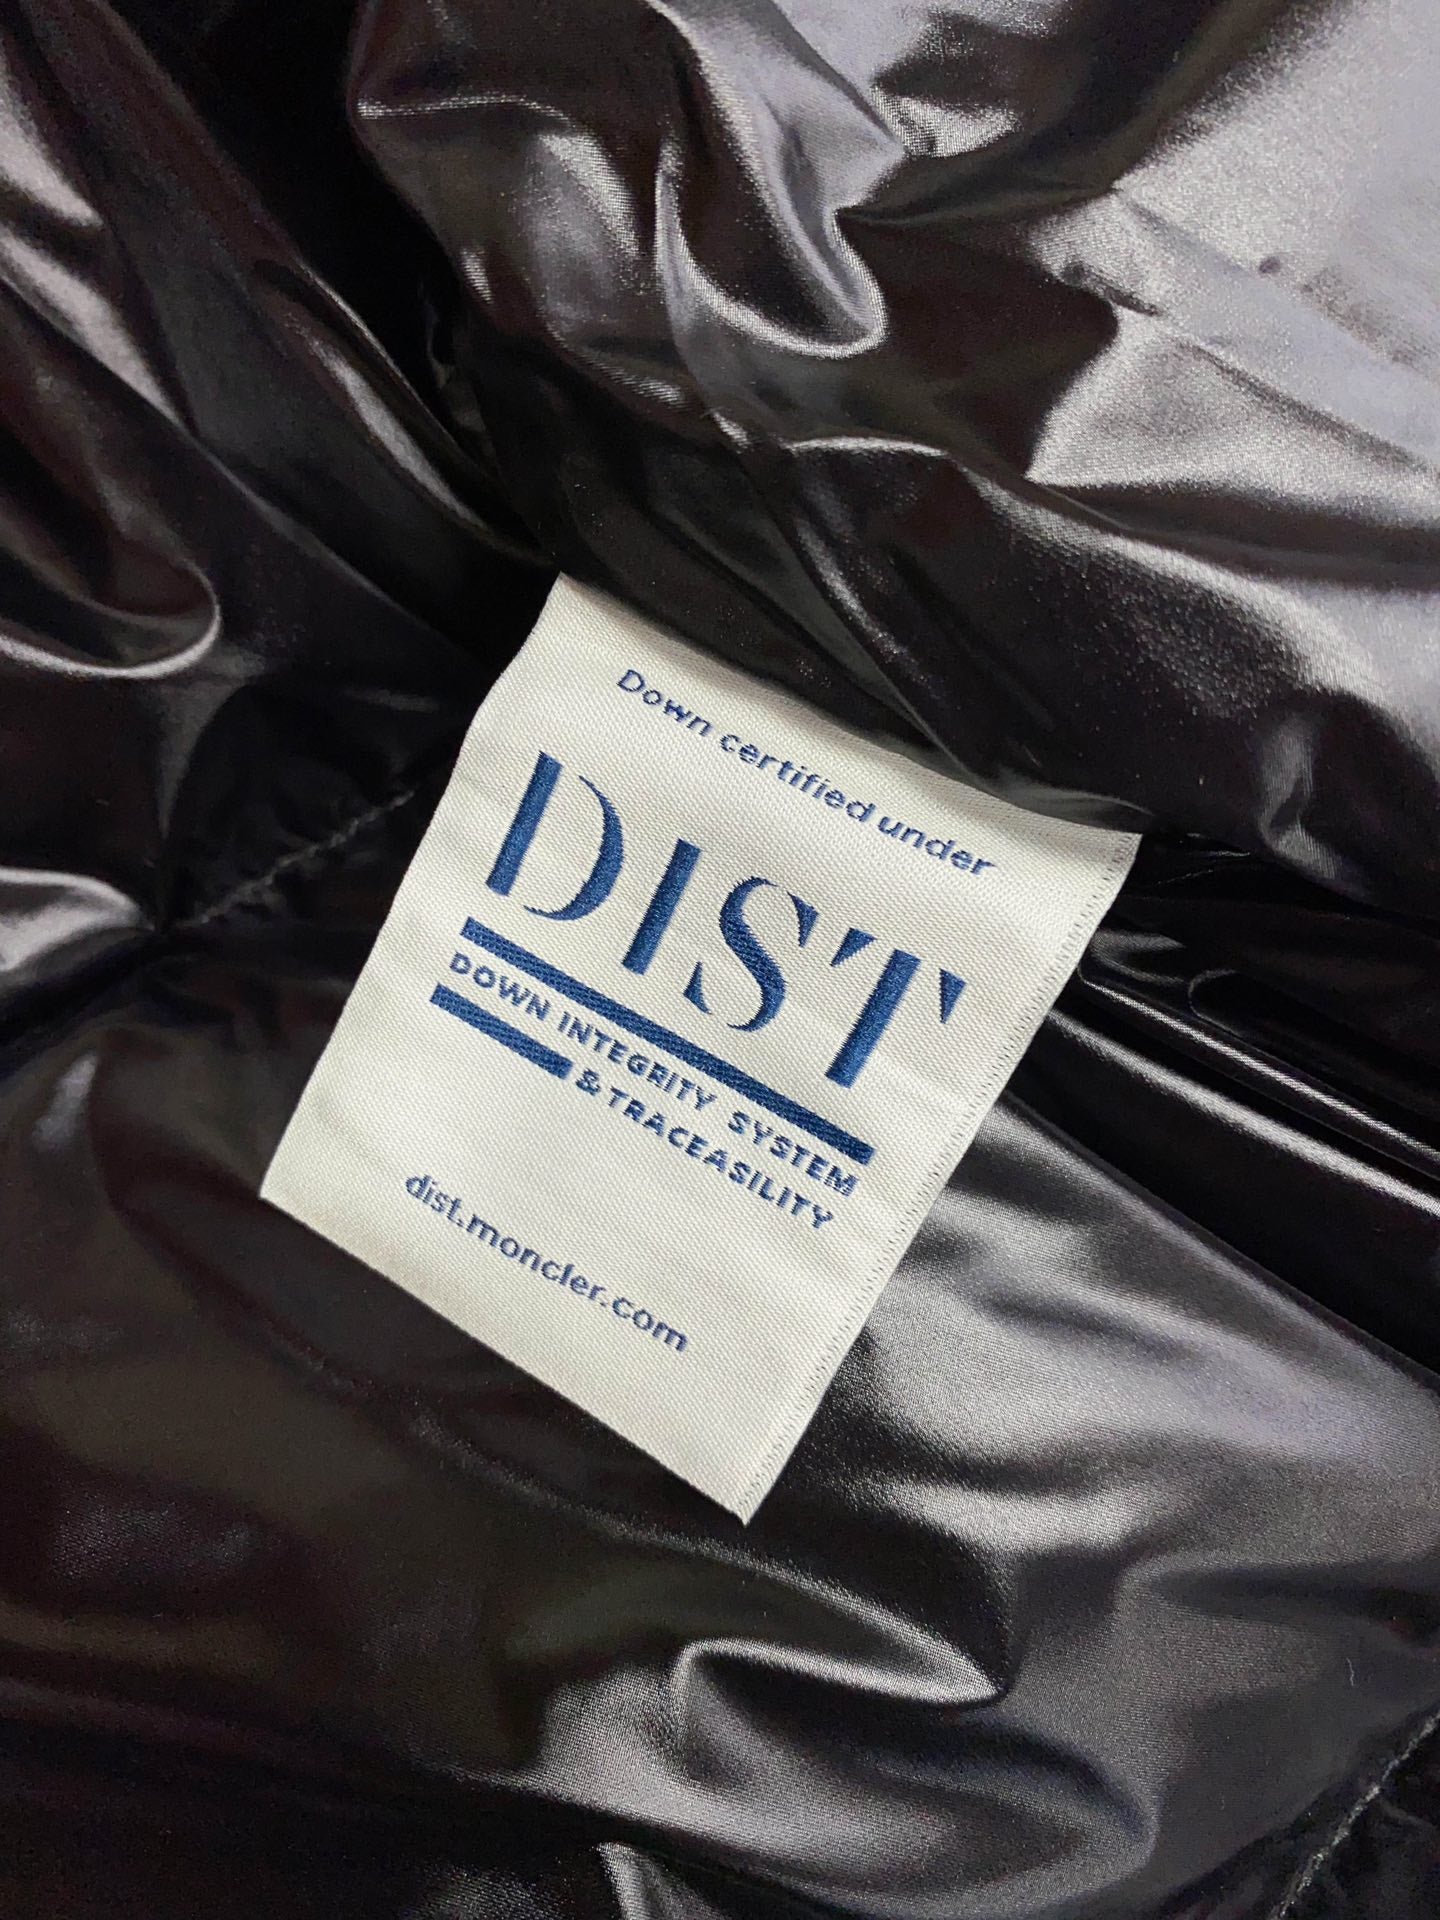 Down certified under
DIST
DOWN INTEGRITY SYSTEM
& TRACEASILITY
dist.moncler.com